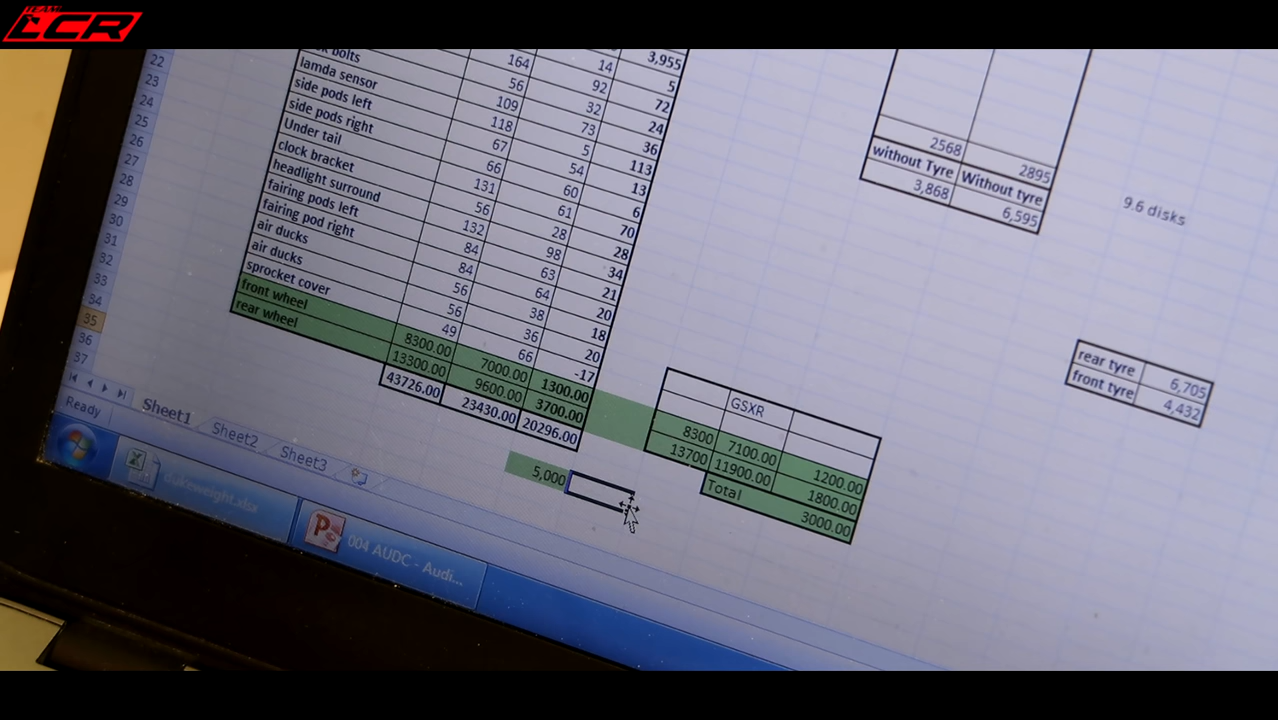 TEAM LCR
3,955
14 5
164 92 72
56 32 24
22 bolts 109 73 36
23 lamda sensor 118 5 113
24 side pods left 67 54 13
25 side pods right 66 60 6
26 Under tail 131 61 70
27 clock bracket 56 28 28
28 headlight surround 132 98 34
29 fairing pods left 84 63 21
30 fairing pod right 84 64 20
31 air ducks 56 38 18
32 air ducks 56 36 20
33 sprocket cover 49 66 -17
34 front wheel 8300.00 7000.00 1300.00
35 rear wheel 13300.00 9600.00 3700.00
36 43726.00 23430.00 20296.00
37
5,000
2568 2895
without Tyre Without tyre
3,868 6,595
9.6 disks
rear tyre 6,705
front tyre 4,432
GSXR
8300 7100.00 1200.00
13700 11900.00 1800.00
Total 3000.00
Sheet1 Sheet2 Sheet3
Ready
dukeweight.xlsx
004 AUDC - Audi...